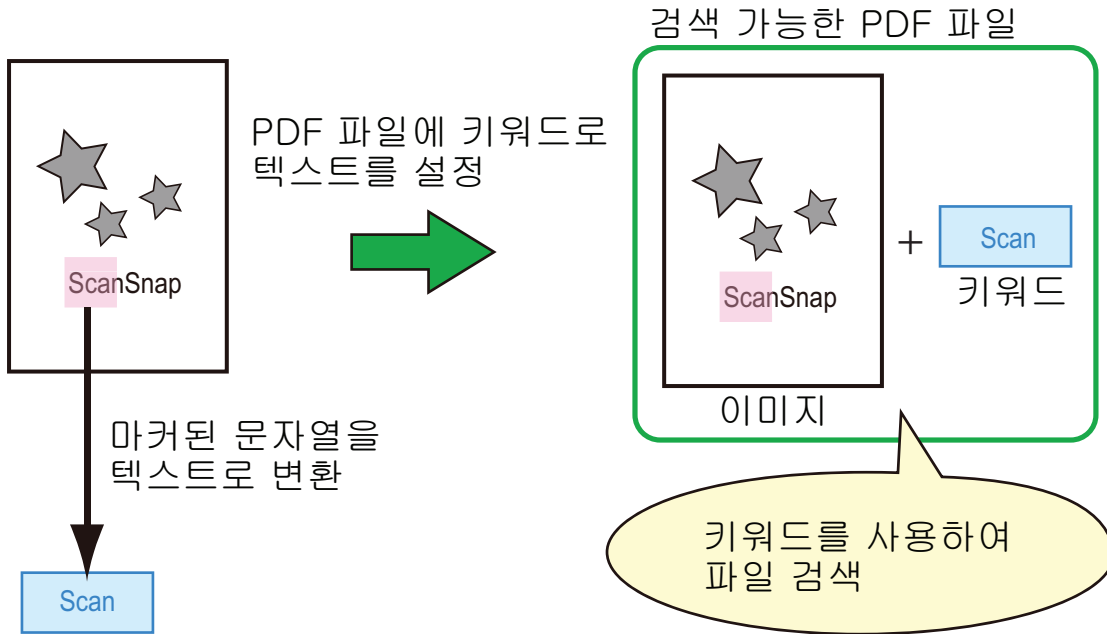 검색 가능한 PDF 파일
PDF 파일에 키워드로
텍스트를 설정
ScanSnap
마커된 문자열을
텍스트로 변환
Scan
ScanSnap
이미지
+
Scan
키워드
키워드를 사용하여
파일 검색